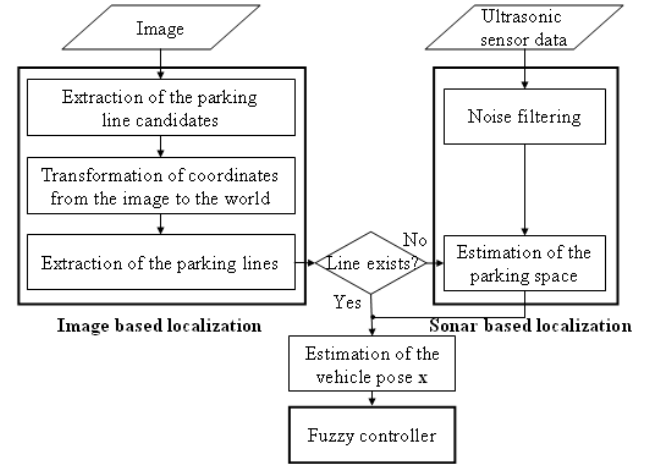 Image
Extraction of the parking
line candidates
Transformation of coordinates
from the image to the world
Extraction of the parking lines
Image based localization
Line exists?
No
Yes
Ultrasonic
sensor data
Noise filtering
Estimation of the
parking space
Sonar based localization
Estimation of the
vehicle pose x
Fuzzy controller